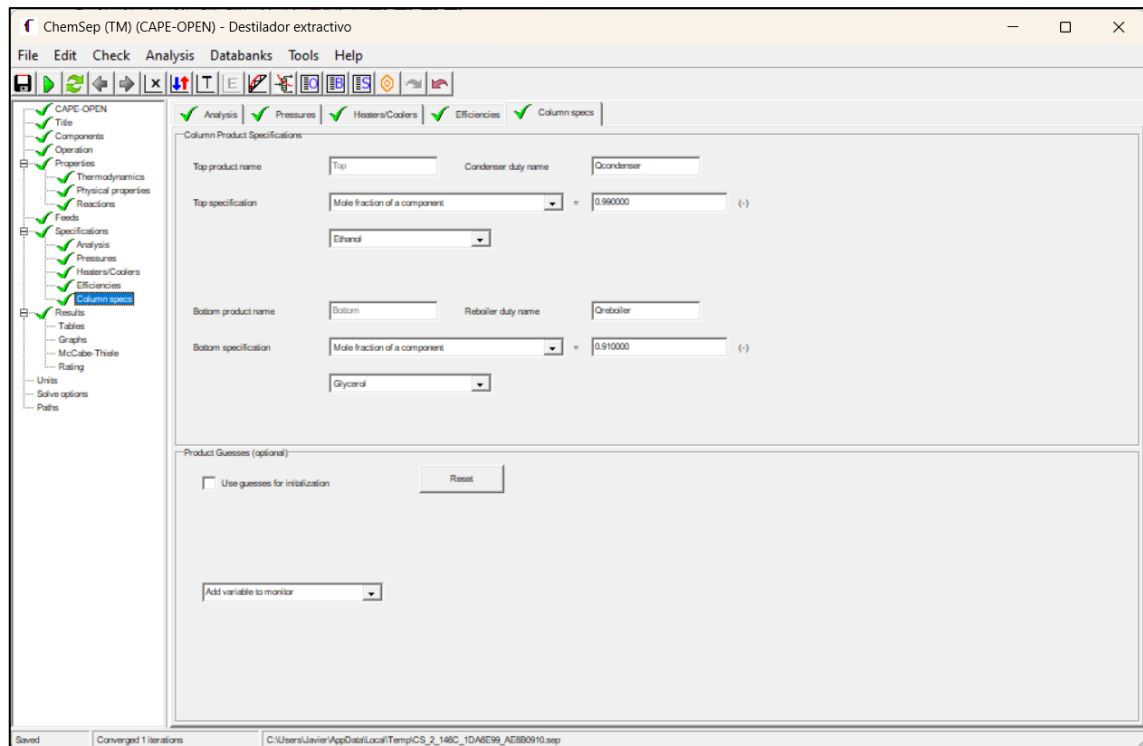 ChemSep (TM) (CAPE-OPEN) - Destilador extractivo
File Edit Check Analysis Databanks Tools Help
CAPE-OPEN
Title
Components
Operation
Properties
Thermodynamics
Physical properties
Reactions
Feeds
Specifications
Analysis
Pressures
Heaters/Coolers
Efficiencies
Column specs
Results
Tables
Graphs
McCabe-Thiele
Rating
Units
Solve options
Paths
Analysis Pressures Heaters/Coolers Efficiencies Column specs
Column Product Specifications
Top product name Top Condenser duty name Qcondenser
Top specification Mole fraction of a component = 0.990000 (-)
Ethanol
Bottom product name Bottom Reboiler duty name Qreboiler
Bottom specification Mole fraction of a component = 0.910000 (-)
Glycerol
Product Guesses (optional)
Use guesses for initalization Reset
Add variable to monitor
Saved Converged 1 iterations C:\Users\Javier\AppData\Local\Temp\CS_2_146C_1DA6E99_AE8B0910.sep